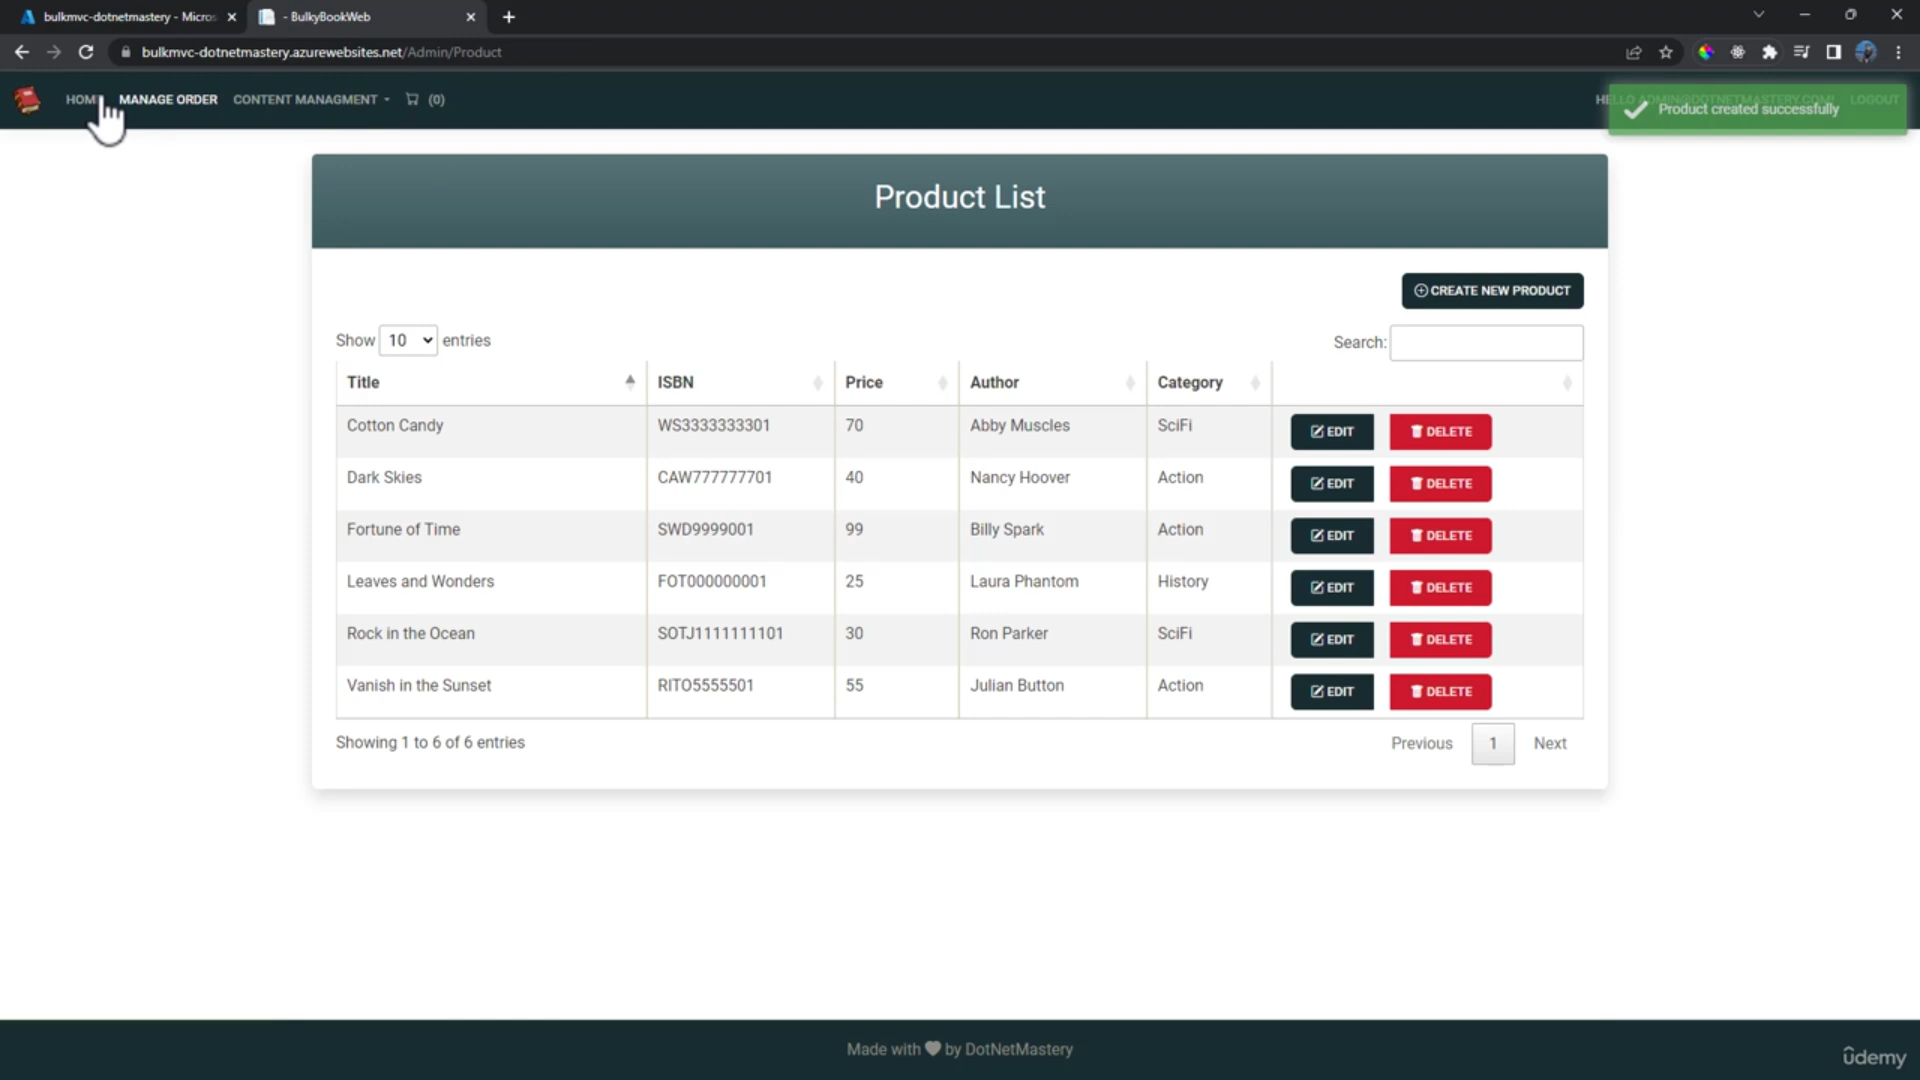 bulkmvc-dotnetmastery - Micros
- BulkyBookWeb
bulkmvc-dotnetmastery.azurewebsites.net/Admin/Product
HOM MANAGE ORDER CONTENT MANAGMENT (0)
HELLO ADMIN@DOTNETMASTERY.COM! LOGOUT
Product created successfully
Product List
CREATE NEW PRODUCT
Show 10 entries
Search:
Title ISBN Price Author Category
Cotton Candy WS3333333301 70 Abby Muscles SciFi EDIT DELETE
Dark Skies CAW777777701 40 Nancy Hoover Action EDIT DELETE
Fortune of Time SWD9999001 99 Billy Spark Action EDIT DELETE
Leaves and Wonders FOT000000001 25 Laura Phantom History EDIT DELETE
Rock in the Ocean SOTJ1111111101 30 Ron Parker SciFi EDIT DELETE
Vanish in the Sunset RITO5555501 55 Julian Button Action EDIT DELETE
Showing 1 to 6 of 6 entries
Previous 1 Next
Made with by DotNetMastery
ûdemy